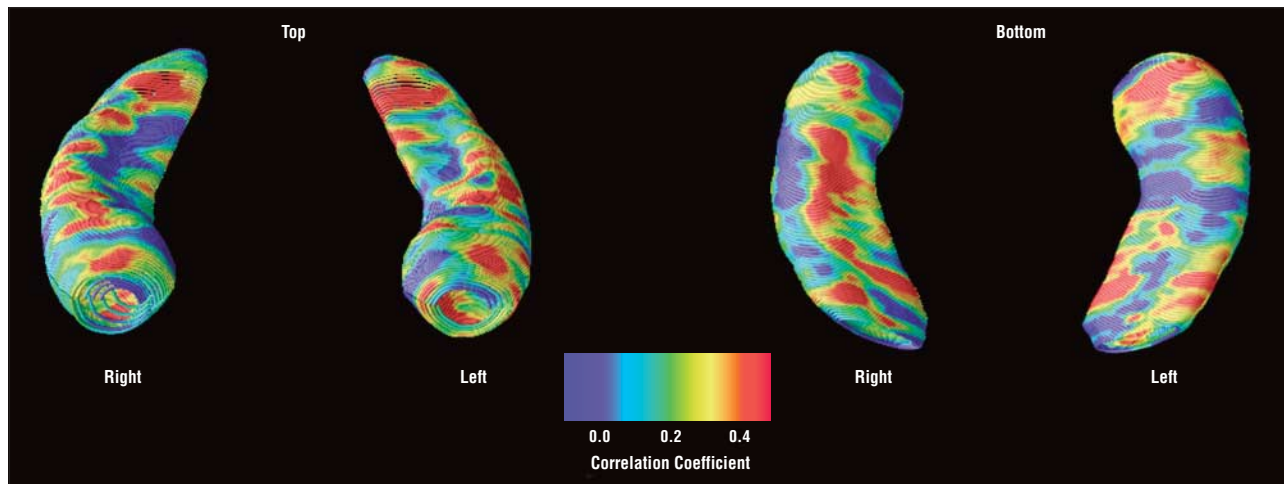 Top
Bottom
Right
Left
Right
Left
0.0 0.2 0.4
Correlation Coefficient